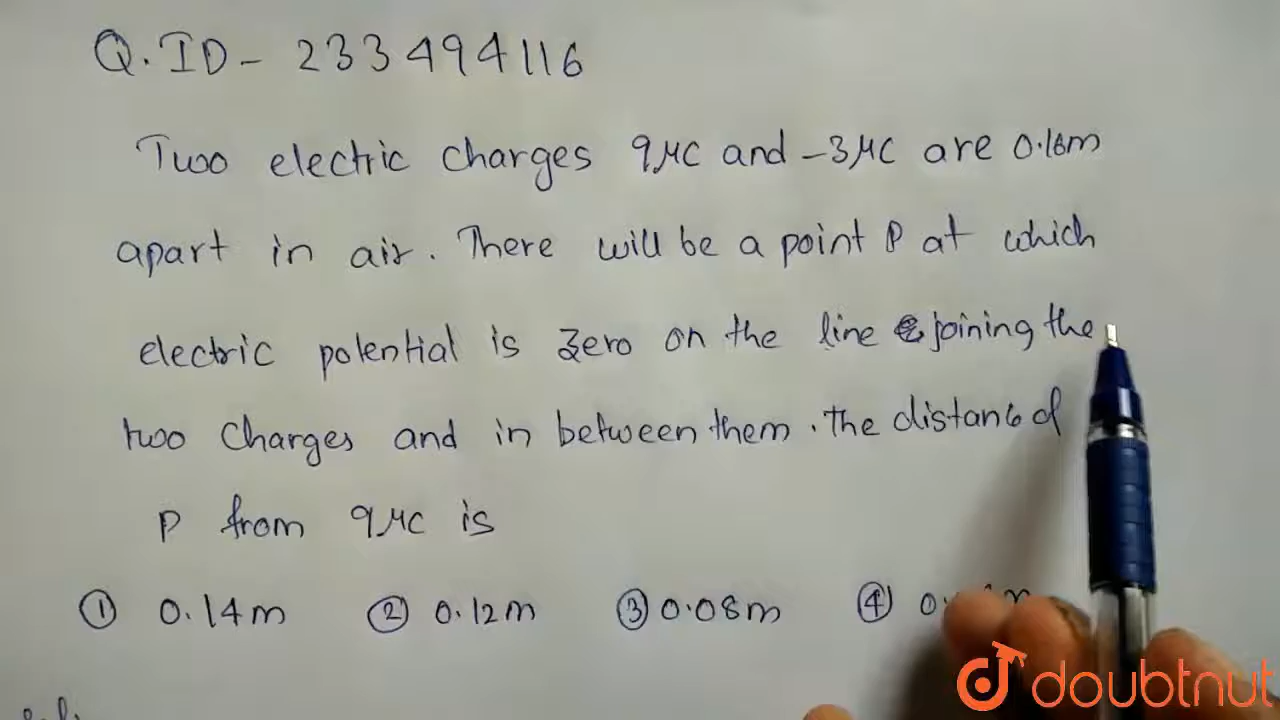 Q. ID - 233494116
Two electric charges 9μC and -3μC are 0.16m
apart in air. There will be a point P at which
electric potential is zero on the line joining the
two charges and in between them. The distance of
P from 9μC is
① 0.14m ② 0.12m ③ 0.08m ④
doubtnut